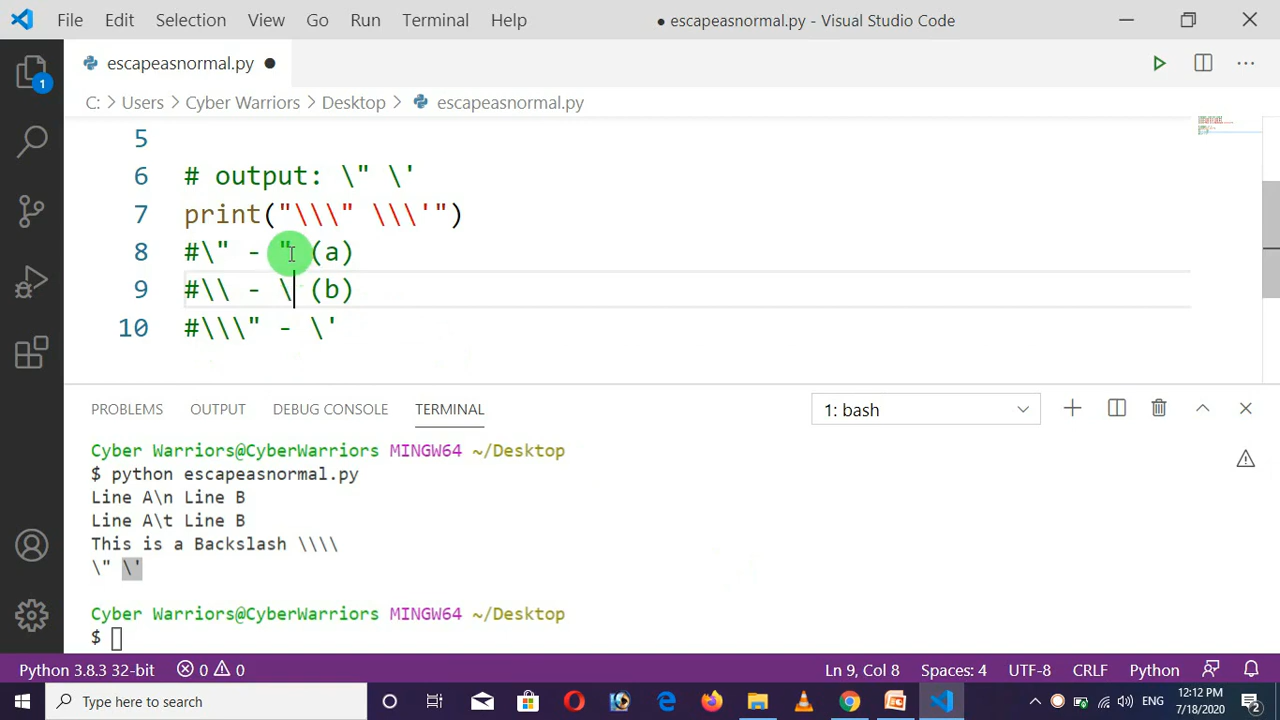 File Edit Selection View Go Run Terminal Help ● escapeasnormal.py - Visual Studio Code
escapeasnormal.py ●
C: > Users > Cyber Warriors > Desktop > escapeasnormal.py
5
6 # output: \" \'
7 print("\\\" \\\'")
8 #\" - " (a)
9 #\\ - \ (b)
10 #\\\" - \'
PROBLEMS OUTPUT DEBUG CONSOLE TERMINAL 1: bash
Cyber Warriors@CyberWarriors MINGW64 ~/Desktop
$ python escapeasnormal.py
Line A\n Line B
Line A\t Line B
This is a Backslash \\\\
\" \'
Cyber Warriors@CyberWarriors MINGW64 ~/Desktop
$
Python 3.8.3 32-bit 0 0 Ln 9, Col 8 Spaces: 4 UTF-8 CRLF Python
Type here to search ENG 12:12 PM
7/18/2020 2
1